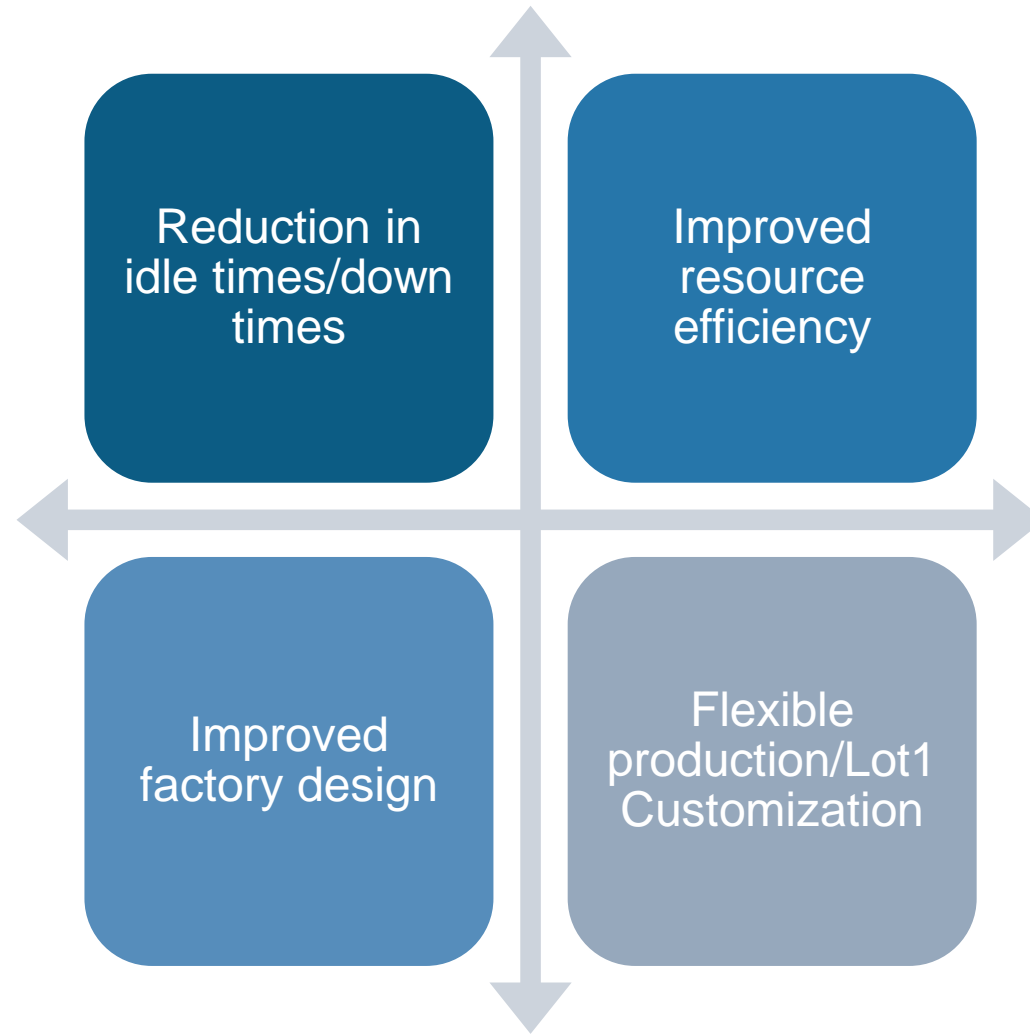 Reduction in
idle times/down
times
Improved
resource
efficiency
Improved
factory design
Flexible
production/Lot1
Customization